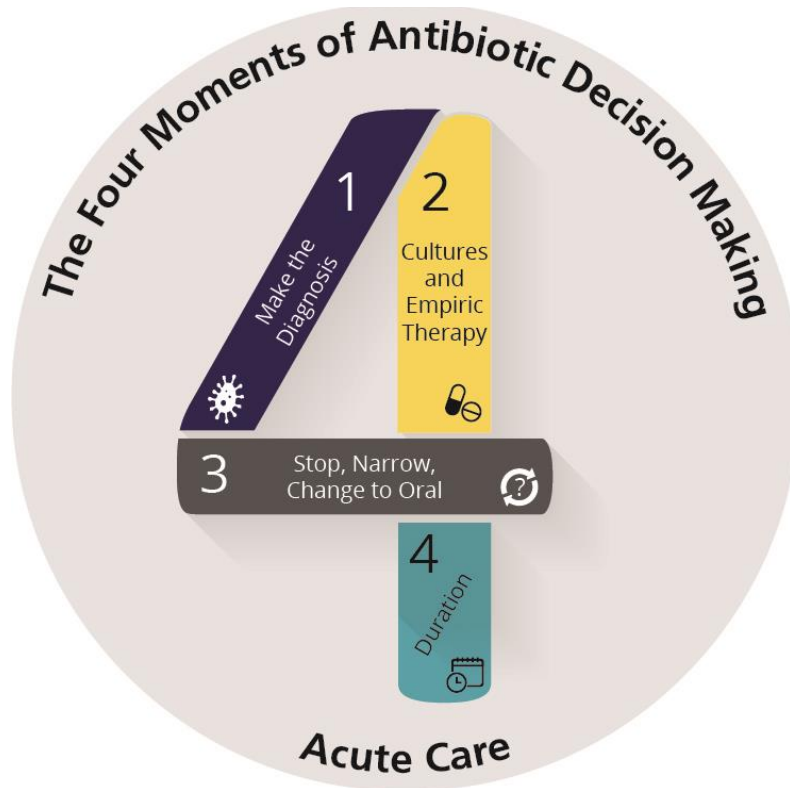 The Four Moments of Antibiotic Decision Making
1
Make the
Diagnosis
2
Cultures
and
Empiric
Therapy
3
Stop, Narrow,
Change to Oral
?
4
Duration
Acute Care